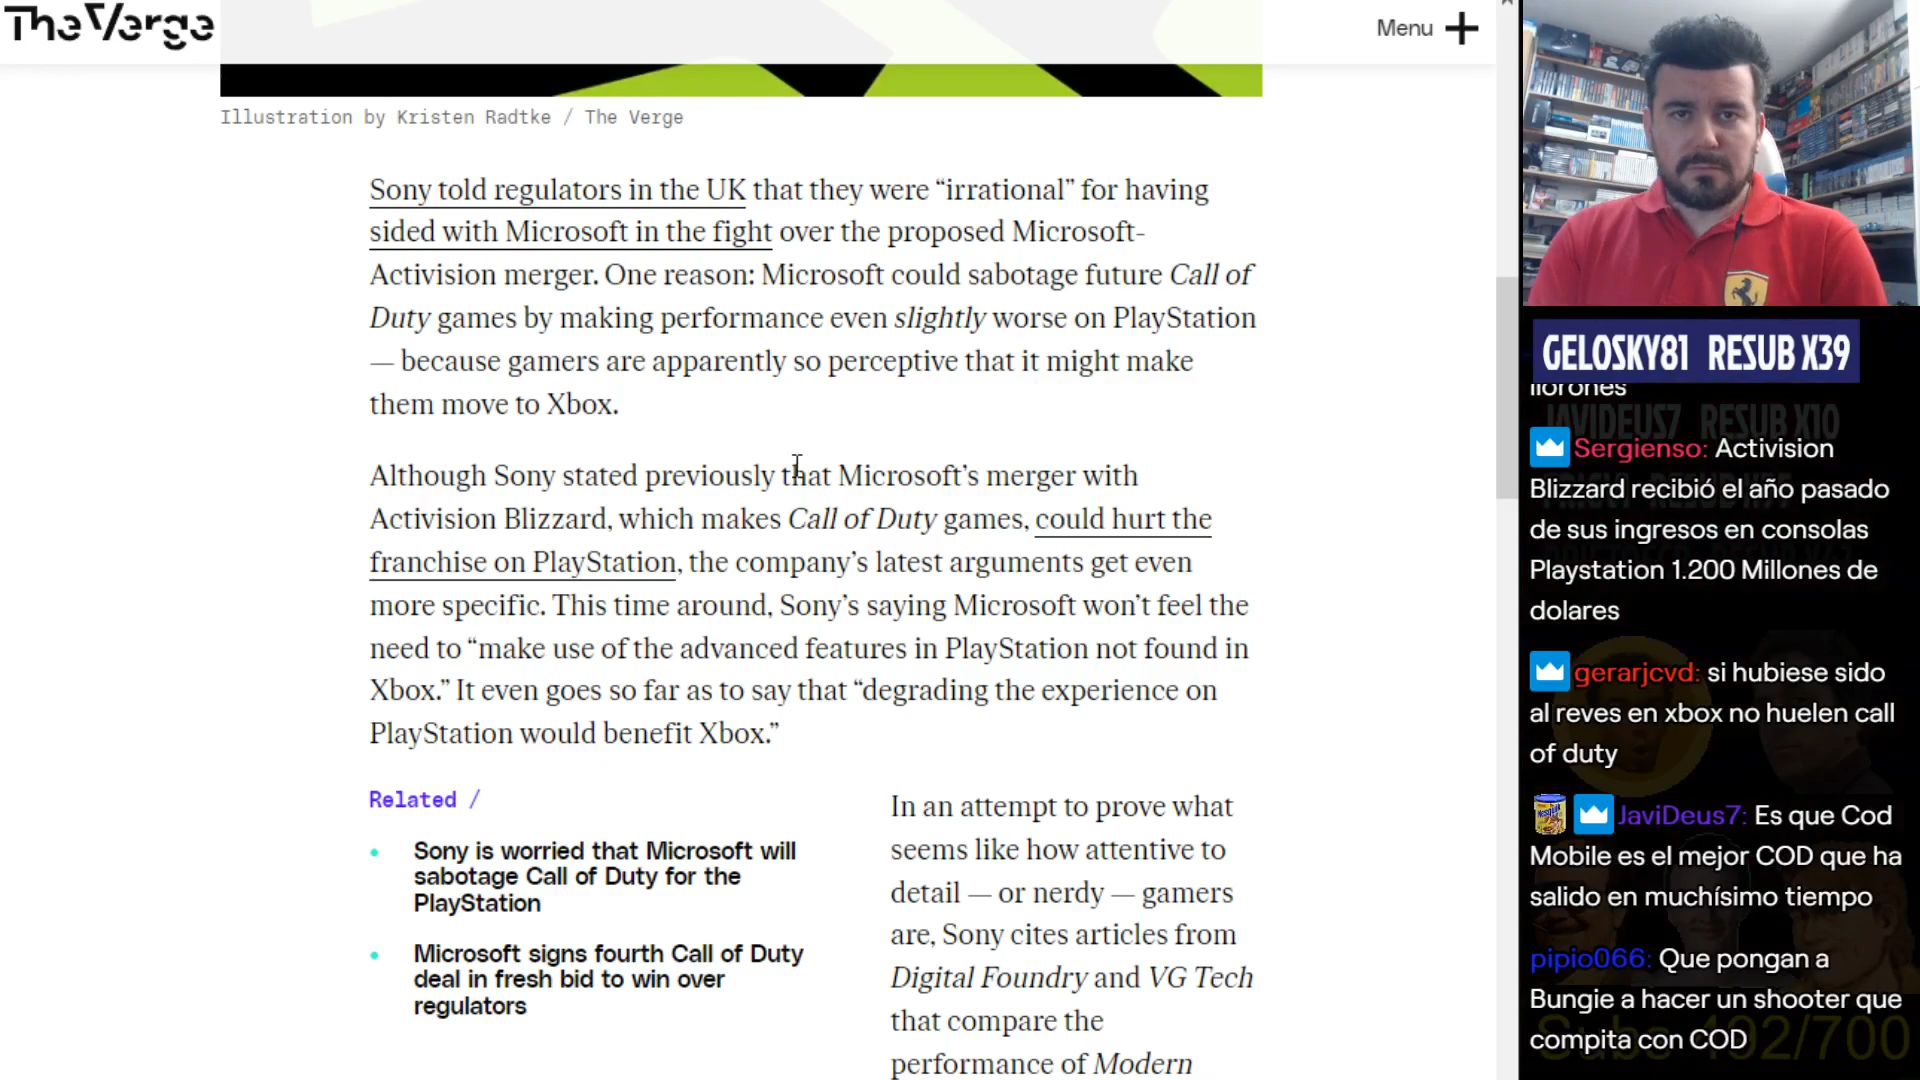 The Verge
Menu
Illustration by Kristen Radtke / The Verge
Sony told regulators in the UK that they were “irrational” for having
sided with Microsoft in the fight over the proposed Microsoft-
Activision merger. One reason: Microsoft could sabotage future Call of
Duty games by making performance even slightly worse on PlayStation
— because gamers are apparently so perceptive that it might make
them move to Xbox.
Although Sony stated previously that Microsoft’s merger with
Activision Blizzard, which makes Call of Duty games, could hurt the
franchise on PlayStation, the company’s latest arguments get even
more specific. This time around, Sony’s saying Microsoft won’t feel the
need to “make use of the advanced features in PlayStation not found in
Xbox.” It even goes so far as to say that “degrading the experience on
PlayStation would benefit Xbox.”
Related /
Sony is worried that Microsoft will
sabotage Call of Duty for the
PlayStation
Microsoft signs fourth Call of Duty
deal in fresh bid to win over
regulators
In an attempt to prove what
seems like how attentive to
detail — or nerdy — gamers
are, Sony cites articles from
Digital Foundry and VG Tech
that compare the
performance of Modern
GELOSKY81 RESUB X39
llorones
JAVIDEUS7 RESUB X10
Sergienso: Activision
Blizzard recibió el año pasado
de sus ingresos en consolas
Playstation 1.200 Millones de
dolares
gerarjcvd: si hubiese sido
al reves en xbox no huelen call
of duty
JaviDeus7: Es que Cod
Mobile es el mejor COD que ha
salido en muchísimo tiempo
pipio066: Que pongan a
Bungie a hacer un shooter que
compita con COD
Subs 492/700